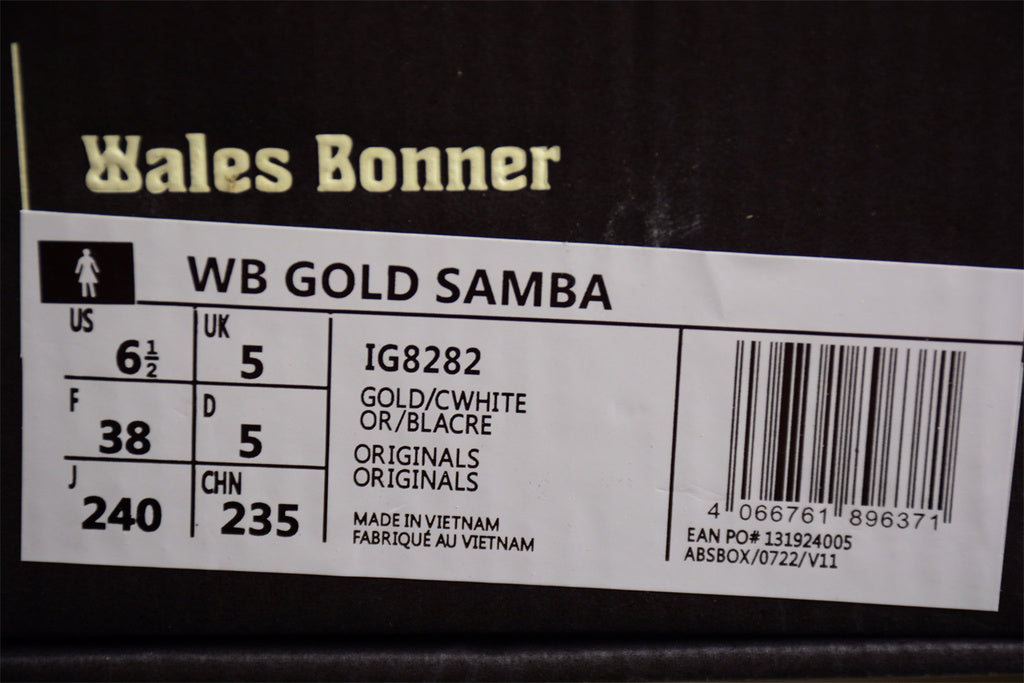 Wales Bonner
WB GOLD SAMBA
US
6½
UK
5
F
38
D
5
J
240
CHN
235
IG8282
GOLD/CWHITE
OR/BLACRE
ORIGINALS
ORIGINALS
MADE IN VIETNAM
FABRIQUÉ AU VIETNAM
4 066761 896371
EAN PO# 131924005
ABSBOX/0722/V11